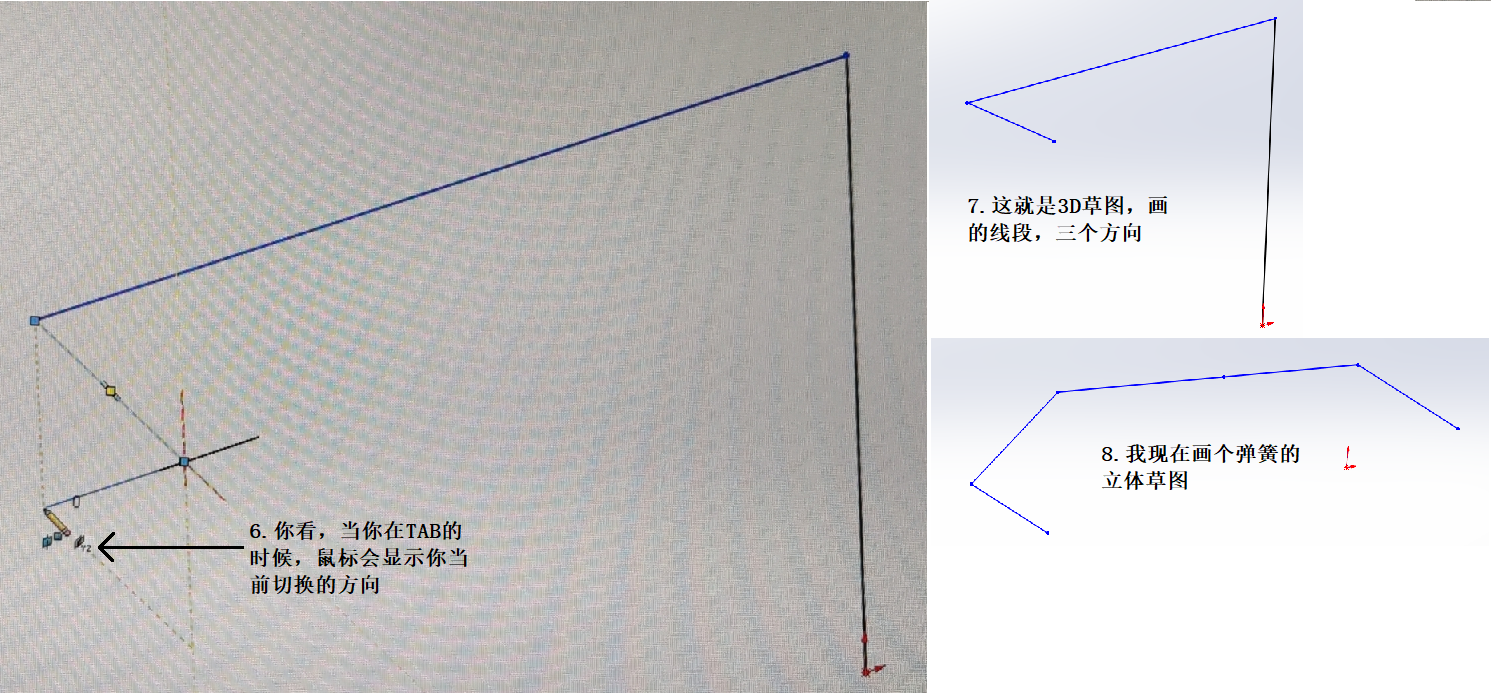 6.你看，当你在TAB的
时候，鼠标会显示你当
前切换的方向
YZ
7.这就是3D草图，画
的线段，三个方向
8.我现在画个弹簧的
立体草图